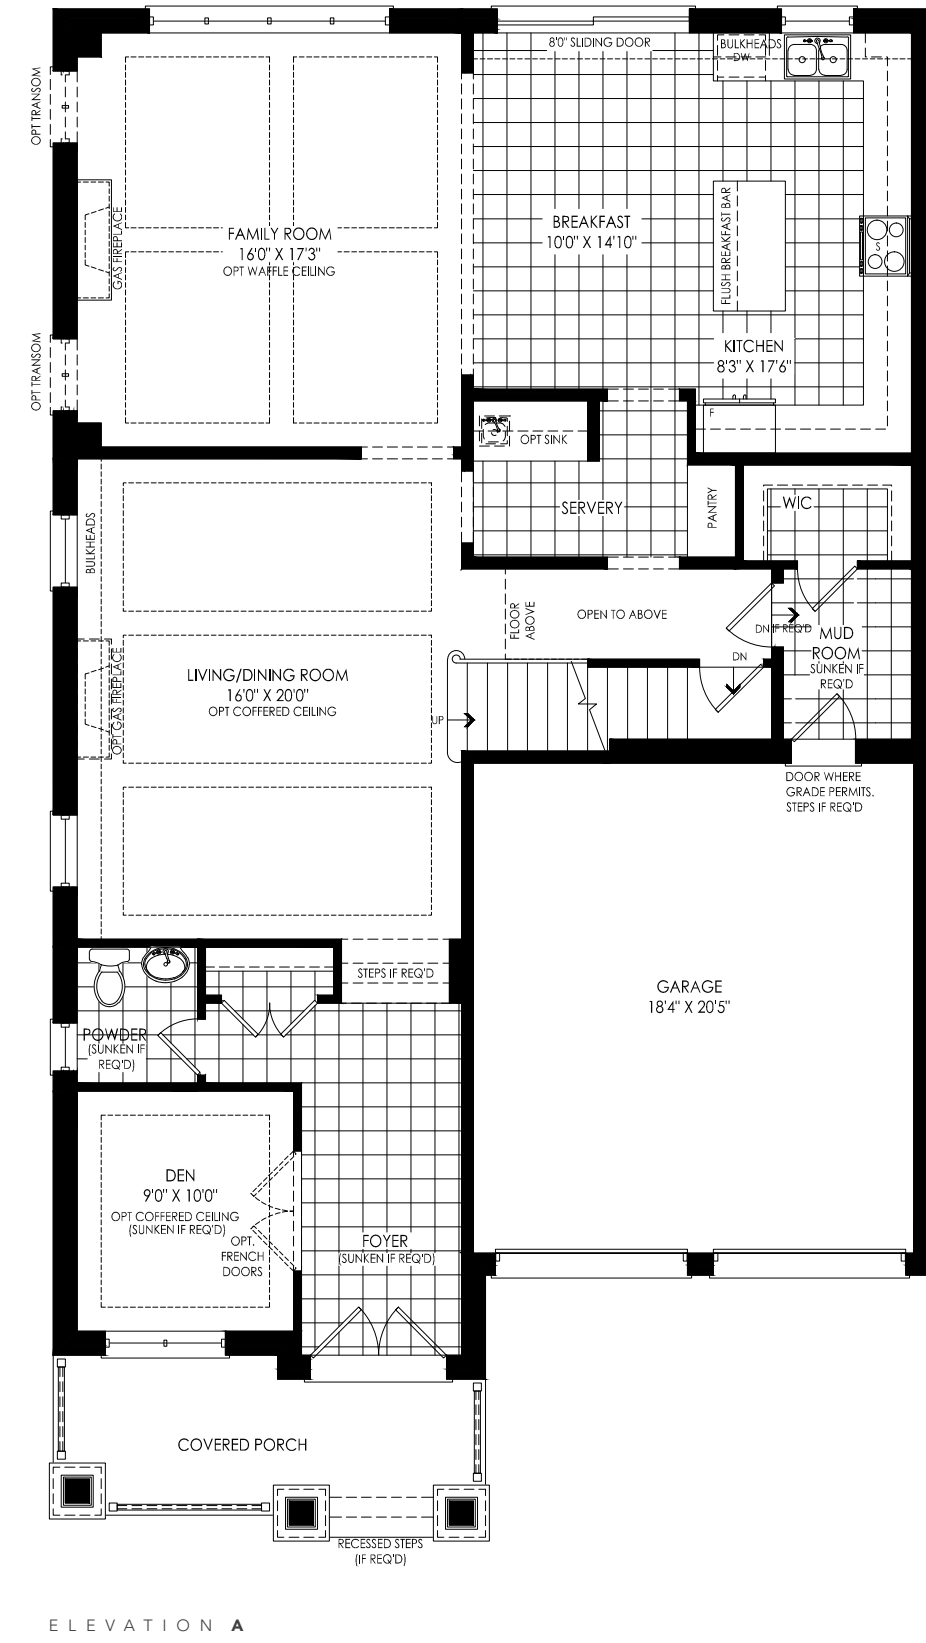 8'0" SLIDING DOOR
BULKHEADS
DW
OPT TRANSOM
GAS FIREPLACE
FAMILY ROOM
16'0" X 17'3"
OPT WAFFLE CEILING
BREAKFAST
10'0" X 14'10"
FLUSH BREAKFAST BAR
S
KITCHEN
8'3" X 17'6"
OPT TRANSOM
F
OPT SINK
SERVERY
PANTRY
WIC
BULKHEADS
FLOOR
ABOVE
OPEN TO ABOVE
DN IF REQ'D
MUD
ROOM
SUNKEN IF
REQ'D
DN
UP
LIVING/DINING ROOM
16'0" X 20'0"
OPT COFFERED CEILING
OPT GAS FIREPLACE
DOOR WHERE
GRADE PERMITS.
STEPS IF REQ'D
STEPS IF REQ'D
GARAGE
18'4" X 20'5"
POWDER
(SUNKEN IF
REQ'D)
DEN
9'0" X 10'0"
OPT COFFERED CEILING
(SUNKEN IF REQ'D)
OPT.
FRENCH
DOORS
FOYER
(SUNKEN IF REQ'D)
COVERED PORCH
RECESSED STEPS
(IF REQ'D)
ELEVATION A